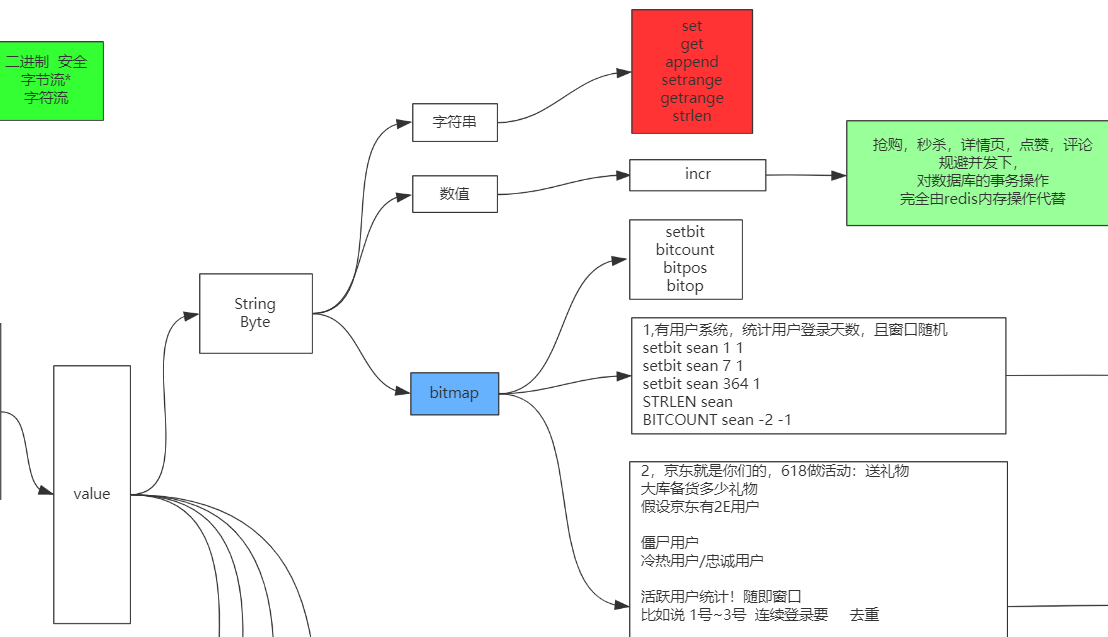 二进制 安全
字节流*
字符流
set
get
append
setrange
getrange
strlen
字符串
抢购，秒杀，详情页，点赞，评论
规避并发下，
对数据库的事务操作
完全由redis内存操作代替
数值
incr
setbit
bitcount
bitpos
bitop
String
Byte
1,有用户系统，统计用户登录天数，且窗口随机
setbit sean 1 1
setbit sean 7 1
setbit sean 364 1
STRLEN sean
BITCOUNT sean -2 -1
bitmap
value
2，京东就是你们的，618做活动：送礼物
大库备货多少礼物
假设京东有2E用户
僵尸用户
冷热用户/忠诚用户
活跃用户统计！随即窗口
比如说 1号~3号 连续登录要 去重